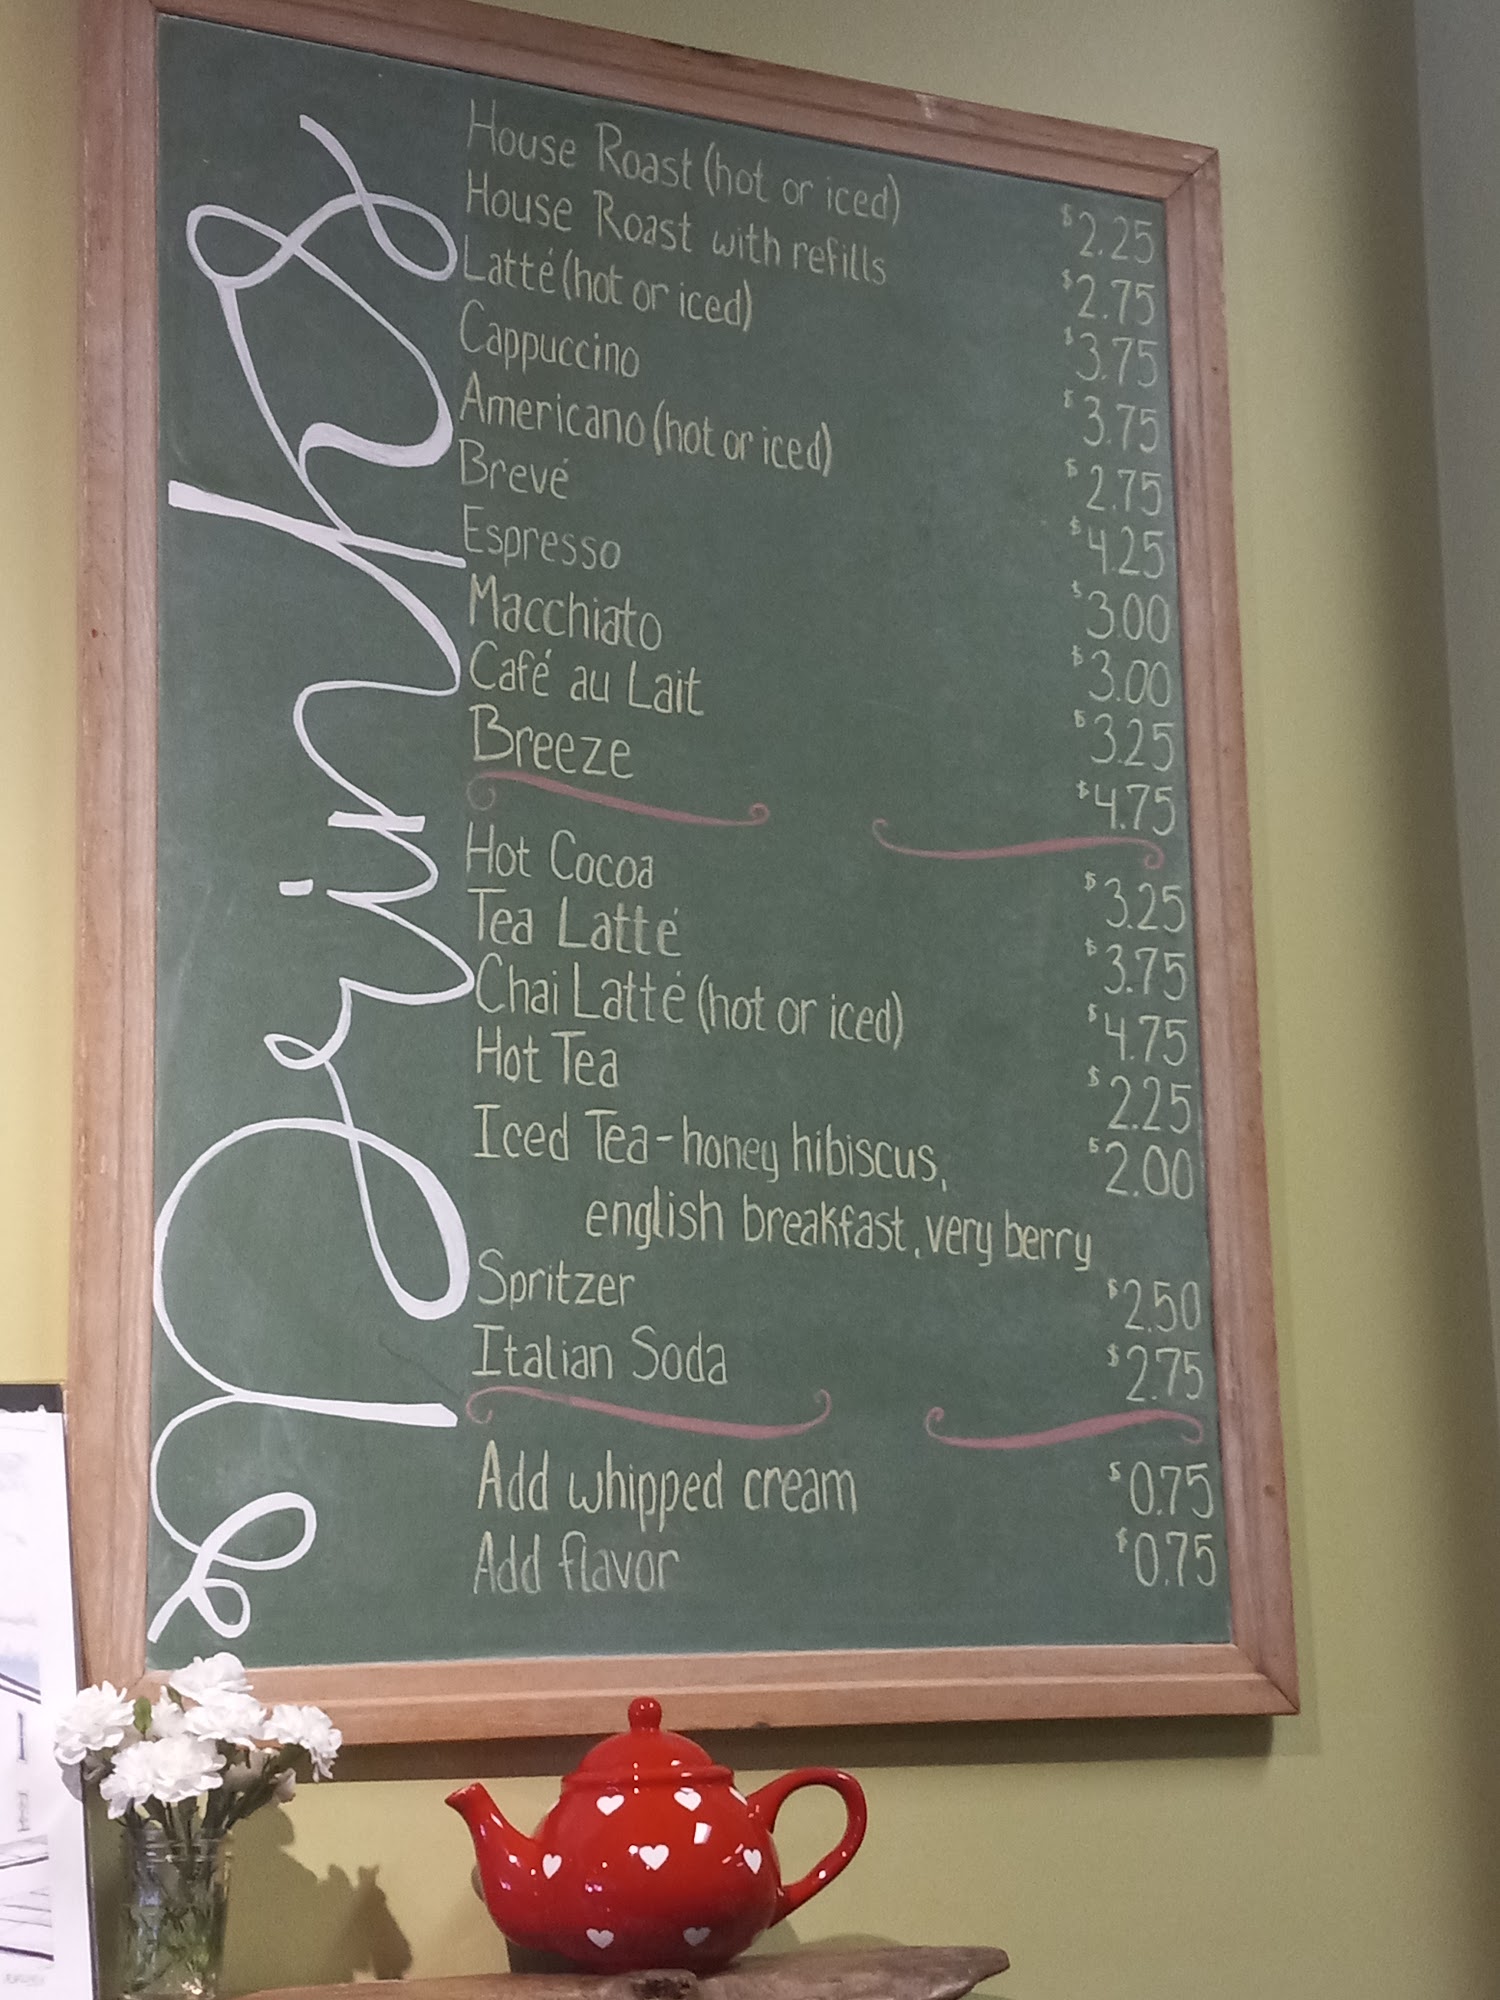 Drinks
House Roast (hot or iced) $2.25
House Roast with refills $2.75
Latté (hot or iced) $3.75
Cappuccino $3.75
Americano (hot or iced) $2.75
Brevé $4.25
Espresso $3.00
Macchiato $3.00
Café au Lait $3.25
Breeze $4.75
Hot Cocoa $3.25
Tea Latté $3.75
Chai Latté (hot or iced) $4.75
Hot Tea $2.25
Iced Tea - honey hibiscus, $2.00
english breakfast, very berry
Spritzer $2.50
Italian Soda $2.75
Add whipped cream $0.75
Add flavor $0.75